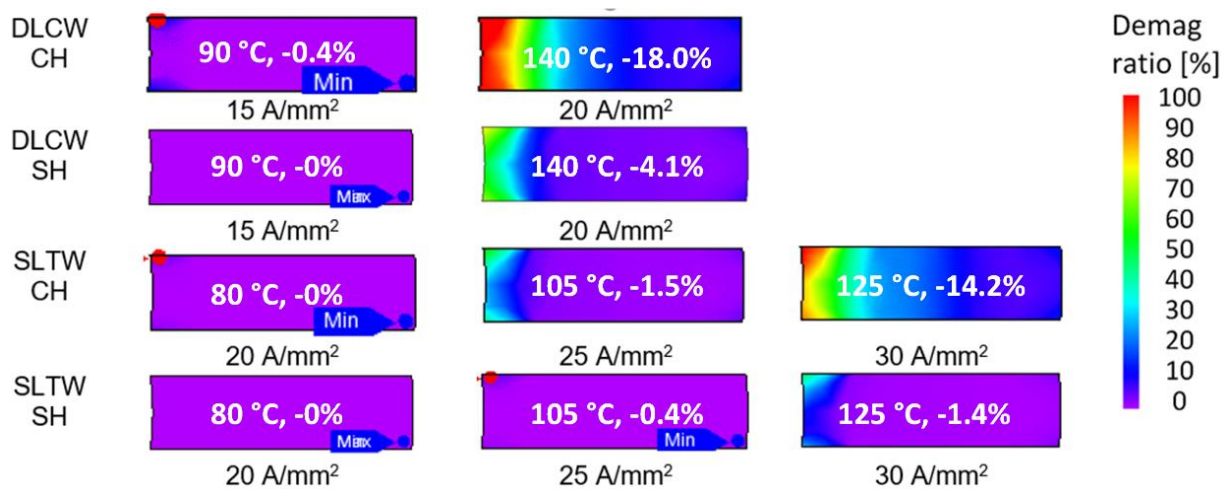 DLCW
CH
90 °C, -0.4%
Min
15 A/mm²
140 °C, -18.0%
20 A/mm²
DLCW
SH
90 °C, -0%
15 A/mm²
140 °C, -4.1%
20 A/mm²
SLTW
CH
80 °C, -0%
Min
20 A/mm²
105 °C, -1.5%
25 A/mm²
125 °C, -14.2%
30 A/mm²
SLTW
SH
80 °C, -0%
20 A/mm²
105 °C, -0.4%
Min
25 A/mm²
125 °C, -1.4%
30 A/mm²
Demag
ratio [%]
100
90
80
70
60
50
40
30
20
10
0